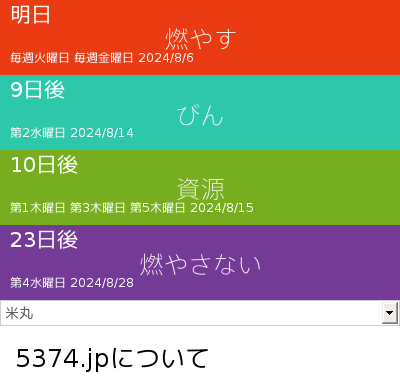 明日
燃やす
毎週火曜日 毎週金曜日 2024/8/6
9日後
びん
第2水曜日 2024/8/14
10日後
資源
第1木曜日 第3木曜日 第5木曜日 2024/8/15
23日後
燃やさない
第4水曜日 2024/8/28
米丸
5374.jpについて